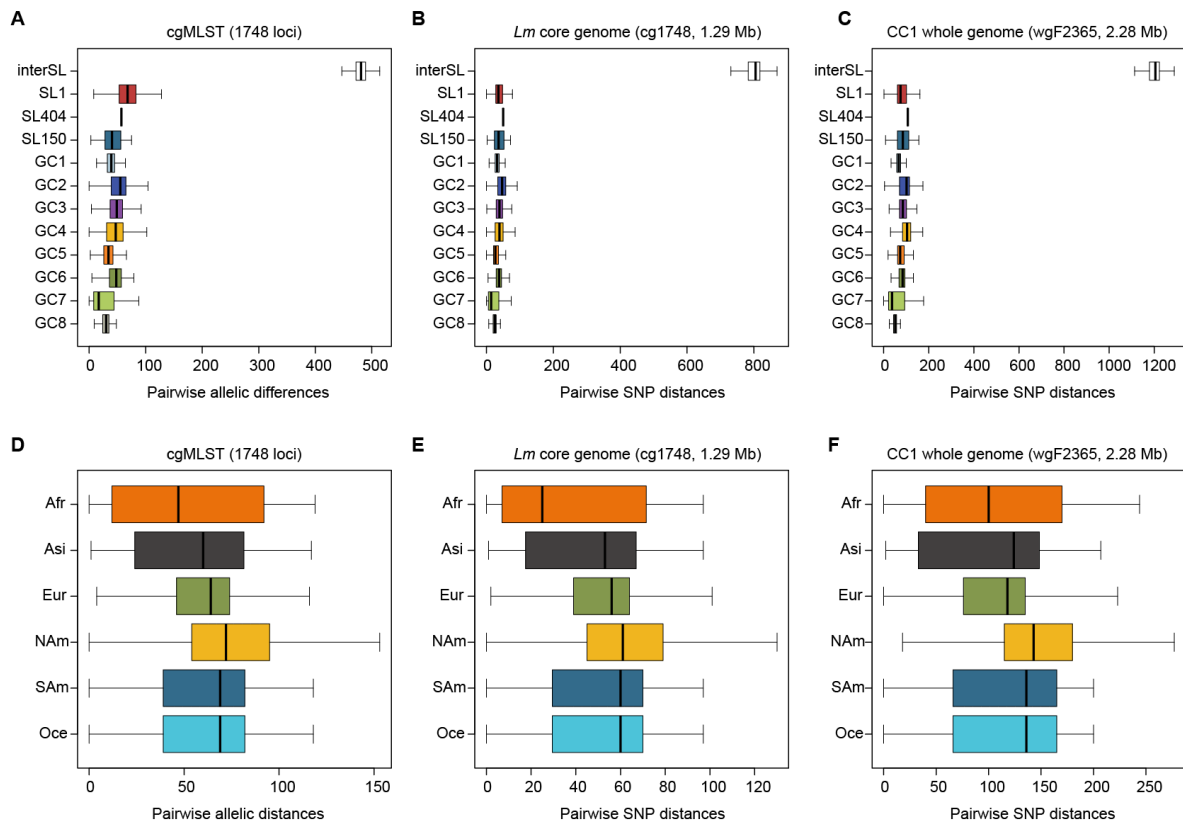 A
cgMLST (1748 loci)
interSL
SL1
SL404
SL150
GC1
GC2
GC3
GC4
GC5
GC6
GC7
GC8
0 100 200 300 400 500
Pairwise allelic differences
B
Lm core genome (cg1748, 1.29 Mb)
interSL
SL1
SL404
SL150
GC1
GC2
GC3
GC4
GC5
GC6
GC7
GC8
0 200 400 600 800
Pairwise SNP distances
C
CC1 whole genome (wgF2365, 2.28 Mb)
interSL
SL1
SL404
SL150
GC1
GC2
GC3
GC4
GC5
GC6
GC7
GC8
0 200 400 600 800 1000 1200
Pairwise SNP distances
D
cgMLST (1748 loci)
Afr
Asi
Eur
NAm
SAm
Oce
0 50 100 150
Pairwise allelic distances
E
Lm core genome (cg1748, 1.29 Mb)
Afr
Asi
Eur
NAm
SAm
Oce
0 20 40 60 80 100 120
Pairwise SNP distances
F
CC1 whole genome (wgF2365, 2.28 Mb)
Afr
Asi
Eur
NAm
SAm
Oce
0 50 100 150 200 250
Pairwise SNP distances